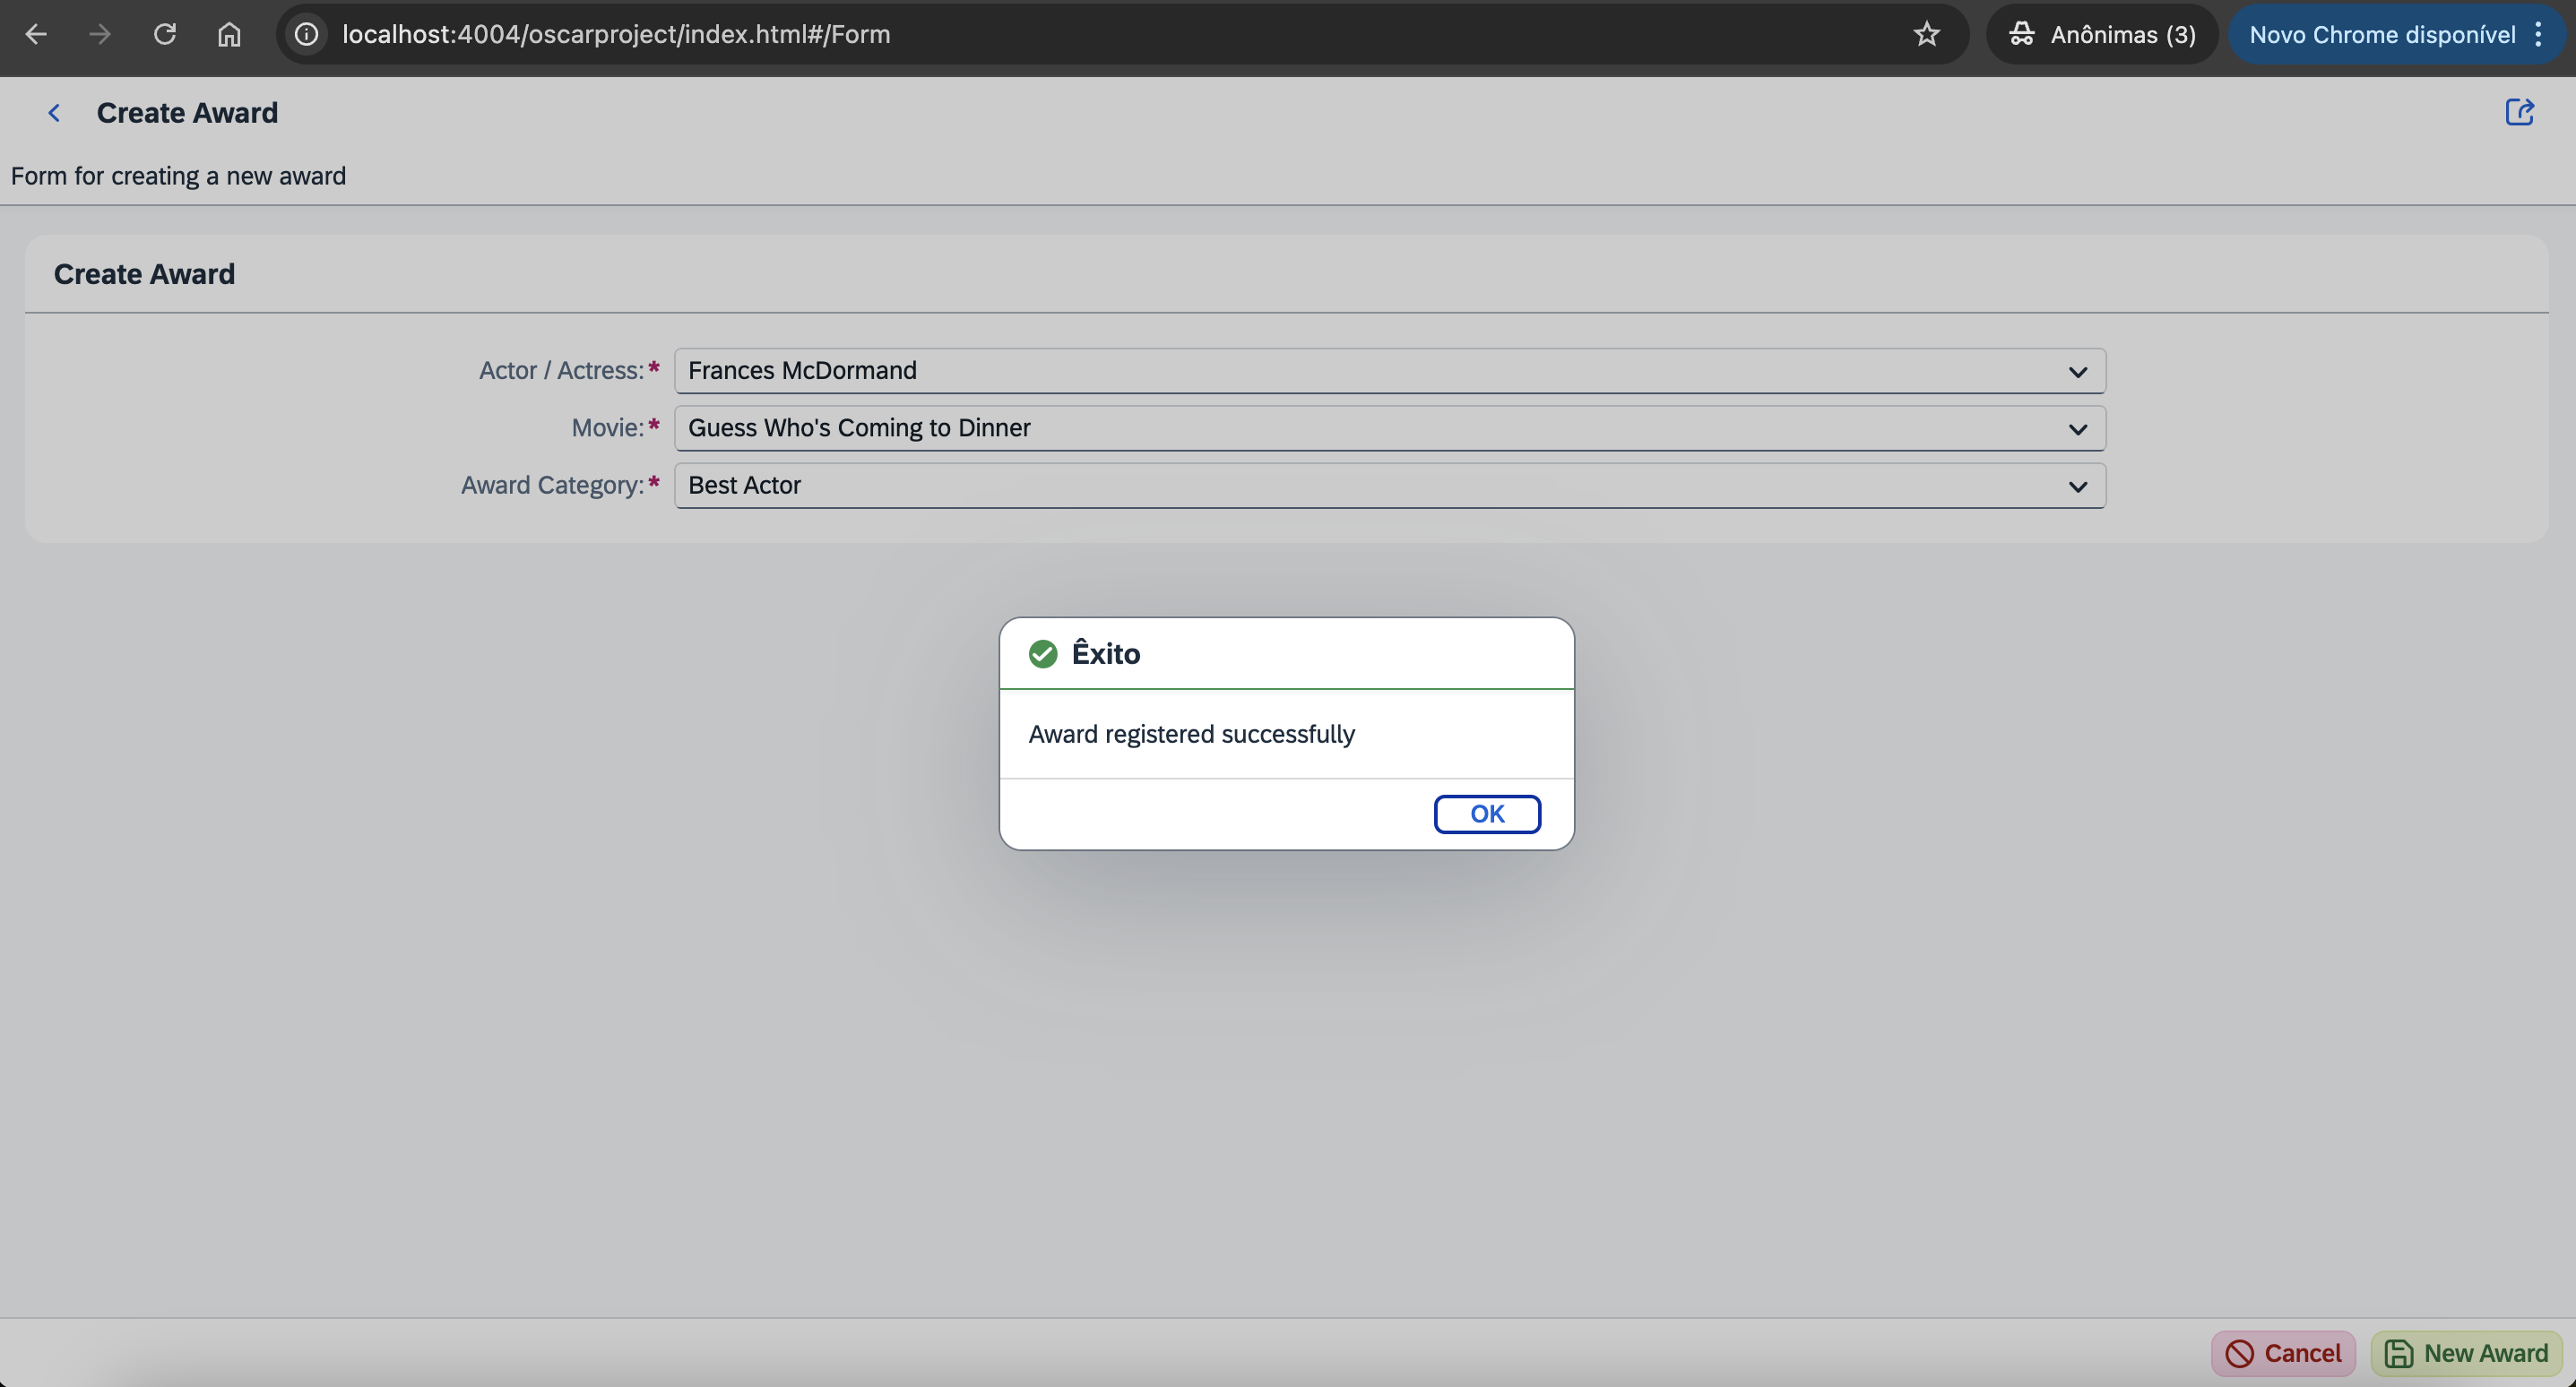 localhost:4004/oscarproject/index.html#/Form
Anônimas (3)
Novo Chrome disponível
Create Award
Form for creating a new award
Create Award
Actor / Actress:* Frances McDormand
Movie:* Guess Who's Coming to Dinner
Award Category:* Best Actor
Êxito
Award registered successfully
OK
Cancel
New Award